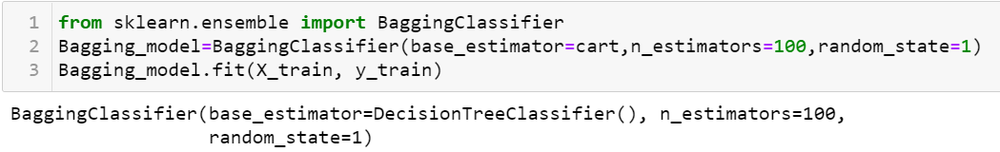 1 from sklearn.ensemble import BaggingClassifier
2 Bagging_model=BaggingClassifier(base_estimator=cart,n_estimators=100,random_state=1)
3 Bagging_model.fit(X_train, y_train)
BaggingClassifier(base_estimator=DecisionTreeClassifier(), n_estimators=100,
random_state=1)